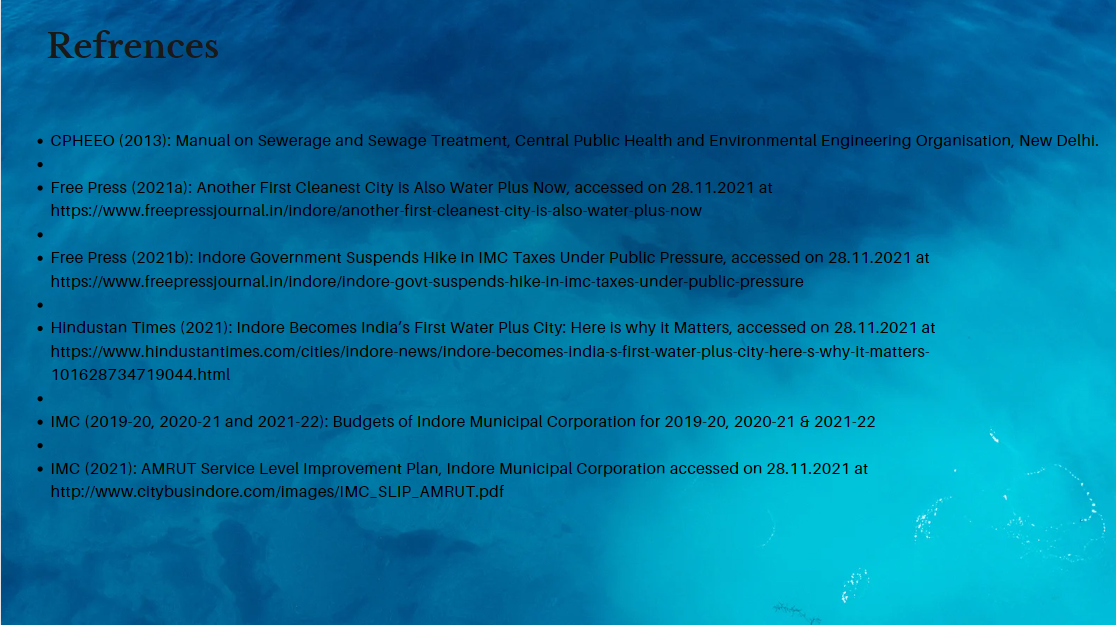 Refrences
• CPHEEO (2013): Manual on Sewerage and Sewage Treatment, Central Public Health and Environmental Engineering Organisation, New Delhi.
•
• Free Press (2021a): Another First Cleanest City is Also Water Plus Now, accessed on 28.11.2021 at
https://www.freepressjournal.in/indore/another-first-cleanest-city-is-also-water-plus-now
•
• Free Press (2021b): Indore Government Suspends Hike in IMC Taxes Under Public Pressure, accessed on 28.11.2021 at
https://www.freepressjournal.in/indore/indore-govt-suspends-hike-in-imc-taxes-under-public-pressure
•
• Hindustan Times (2021): Indore Becomes India’s First Water Plus City: Here is why it Matters, accessed on 28.11.2021 at
https://www.hindustantimes.com/cities/indore-news/indore-becomes-india-s-first-water-plus-city-here-s-why-it-matters-
101628734719044.html
•
• IMC (2019-20, 2020-21 and 2021-22): Budgets of Indore Municipal Corporation for 2019-20, 2020-21 & 2021-22
•
• IMC (2021): AMRUT Service Level Improvement Plan, Indore Municipal Corporation accessed on 28.11.2021 at
http://www.citybusindore.com/images/IMC_SLIP_AMRUT.pdf